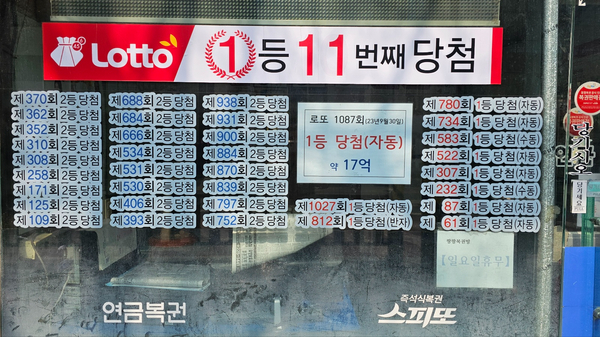 Lotto 1등 11번째 당첨
제370회 2등당첨
제362회 2등당첨
제352회 2등당첨
제310회 2등당첨
제308회 2등당첨
제258회 2등당첨
제171회 2등당첨
제125회 2등당첨
제109회 2등당첨
제688회 2등당첨
제684회 2등당첨
제666회 2등당첨
제534회 2등당첨
제531회 2등당첨
제530회 2등당첨
제406회 2등당첨
제393회 2등당첨
제938회 2등당첨
제931회 2등당첨
제900회 2등당첨
제884회 2등당첨
제870회 2등당첨
제839회 2등당첨
제797회 2등당첨
제752회 2등당첨
로또 1087회(23년9월30일)
1등 당첨(자동)
약 17억
제1027회 1등당첨(자동)
제812회 1등당첨(반자)
제780회 1등당첨(자동)
제734회 1등당첨(자동)
제583회 1등당첨(수동)
제522회 1등당첨(자동)
제307회 1등당첨(자동)
제232회 1등당첨(수동)
제87회 1등당첨(자동)
제61회 1등당첨(자동)
【일요일휴무】
연금복권
즉석식복권
스피또
당기세요